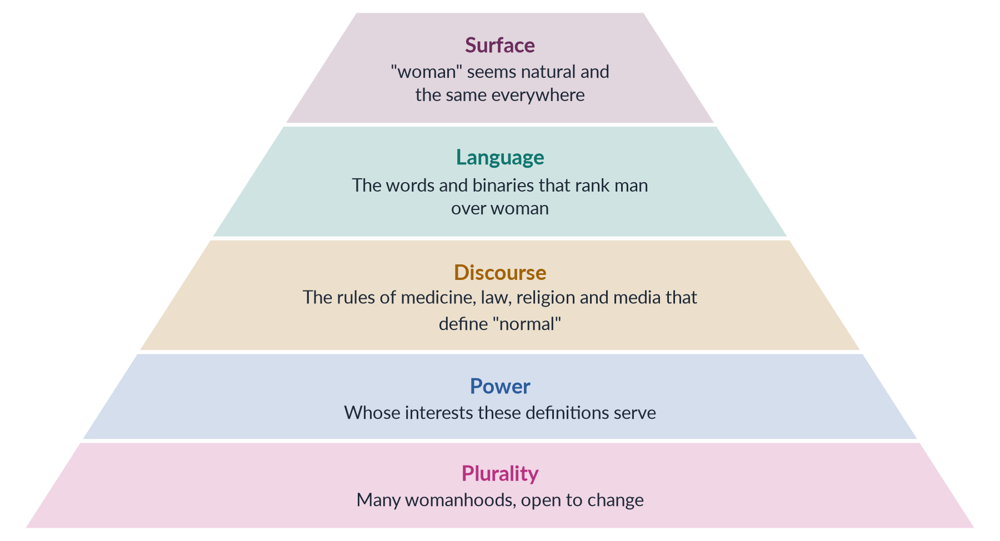 Surface
"woman" seems natural and
the same everywhere
Language
The words and binaries that rank man
over woman
Discourse
The rules of medicine, law, religion and media that
define "normal"
Power
Whose interests these definitions serve
Plurality
Many womanhoods, open to change